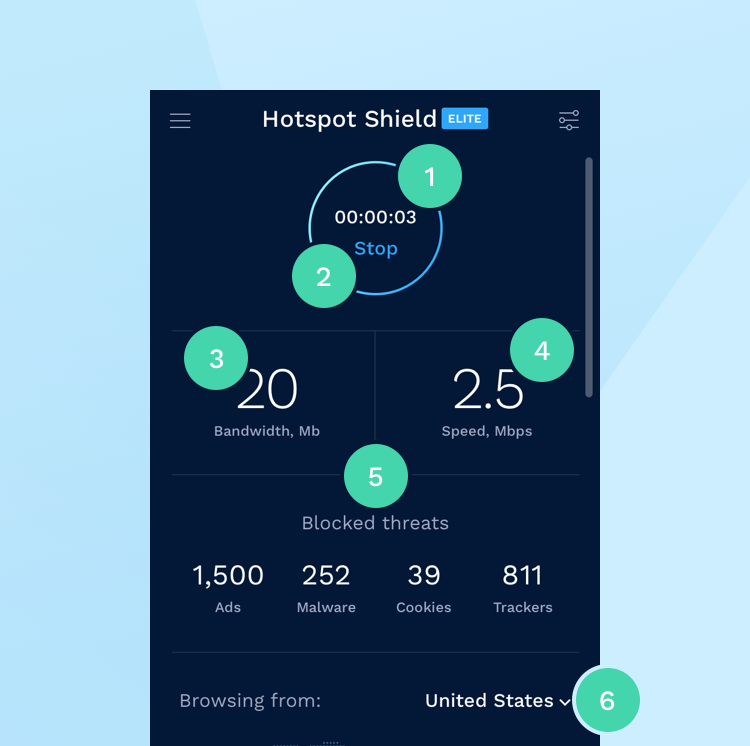 Hotspot Shield ELITE
1
00:00:03
Stop
2
3
4
20
2.5
Bandwidth, Mb
Speed, Mbps
5
Blocked threats
1,500 252 39 811
Ads Malware Cookies Trackers
Browsing from: United States
6